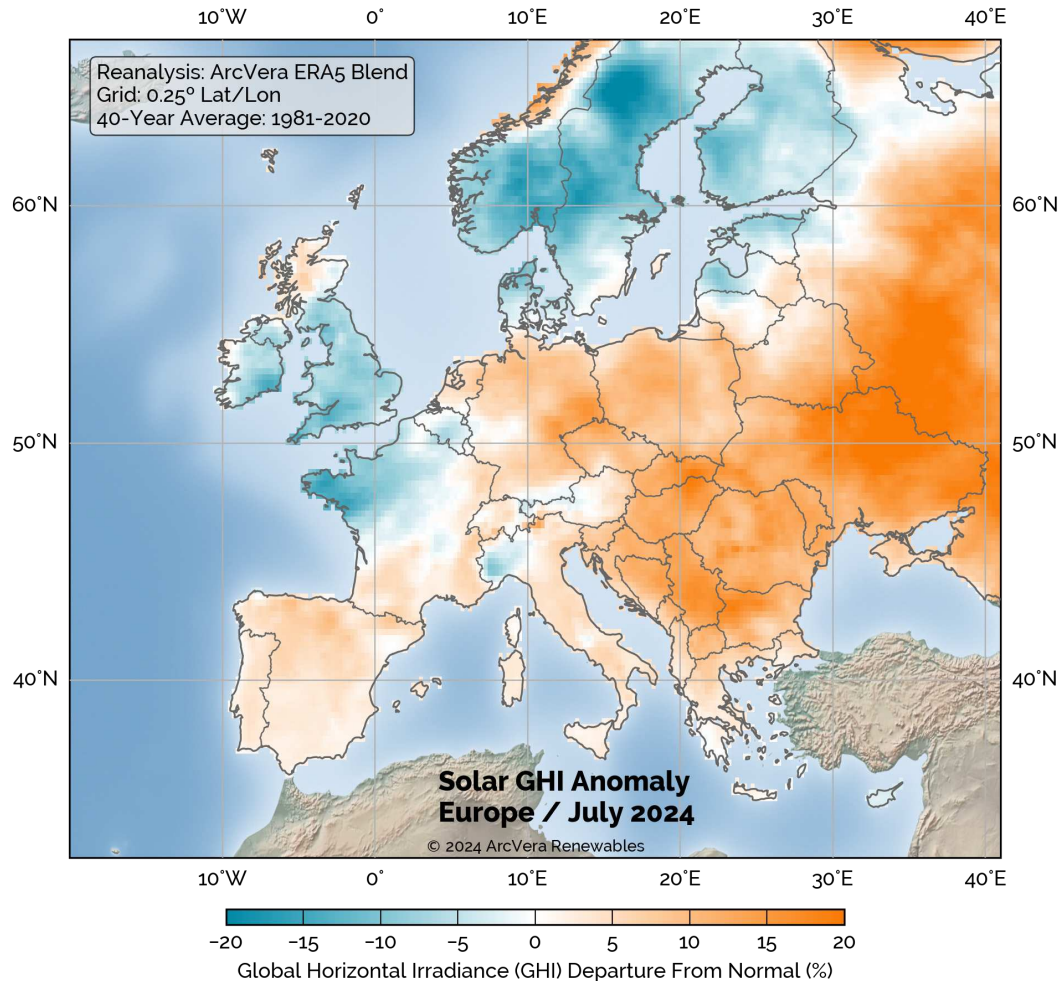 10°W 0° 10°E 20°E 30°E 40°E
Reanalysis: ArcVera ERA5 Blend
Grid: 0.25º Lat/Lon
40-Year Average: 1981-2020
60°N 60°N
50°N 50°N
40°N 40°N
Solar GHI Anomaly
Europe / July 2024
© 2024 ArcVera Renewables
10°W 0° 10°E 20°E 30°E 40°E
−20 −15 −10 −5 0 5 10 15 20
Global Horizontal Irradiance (GHI) Departure From Normal (%)